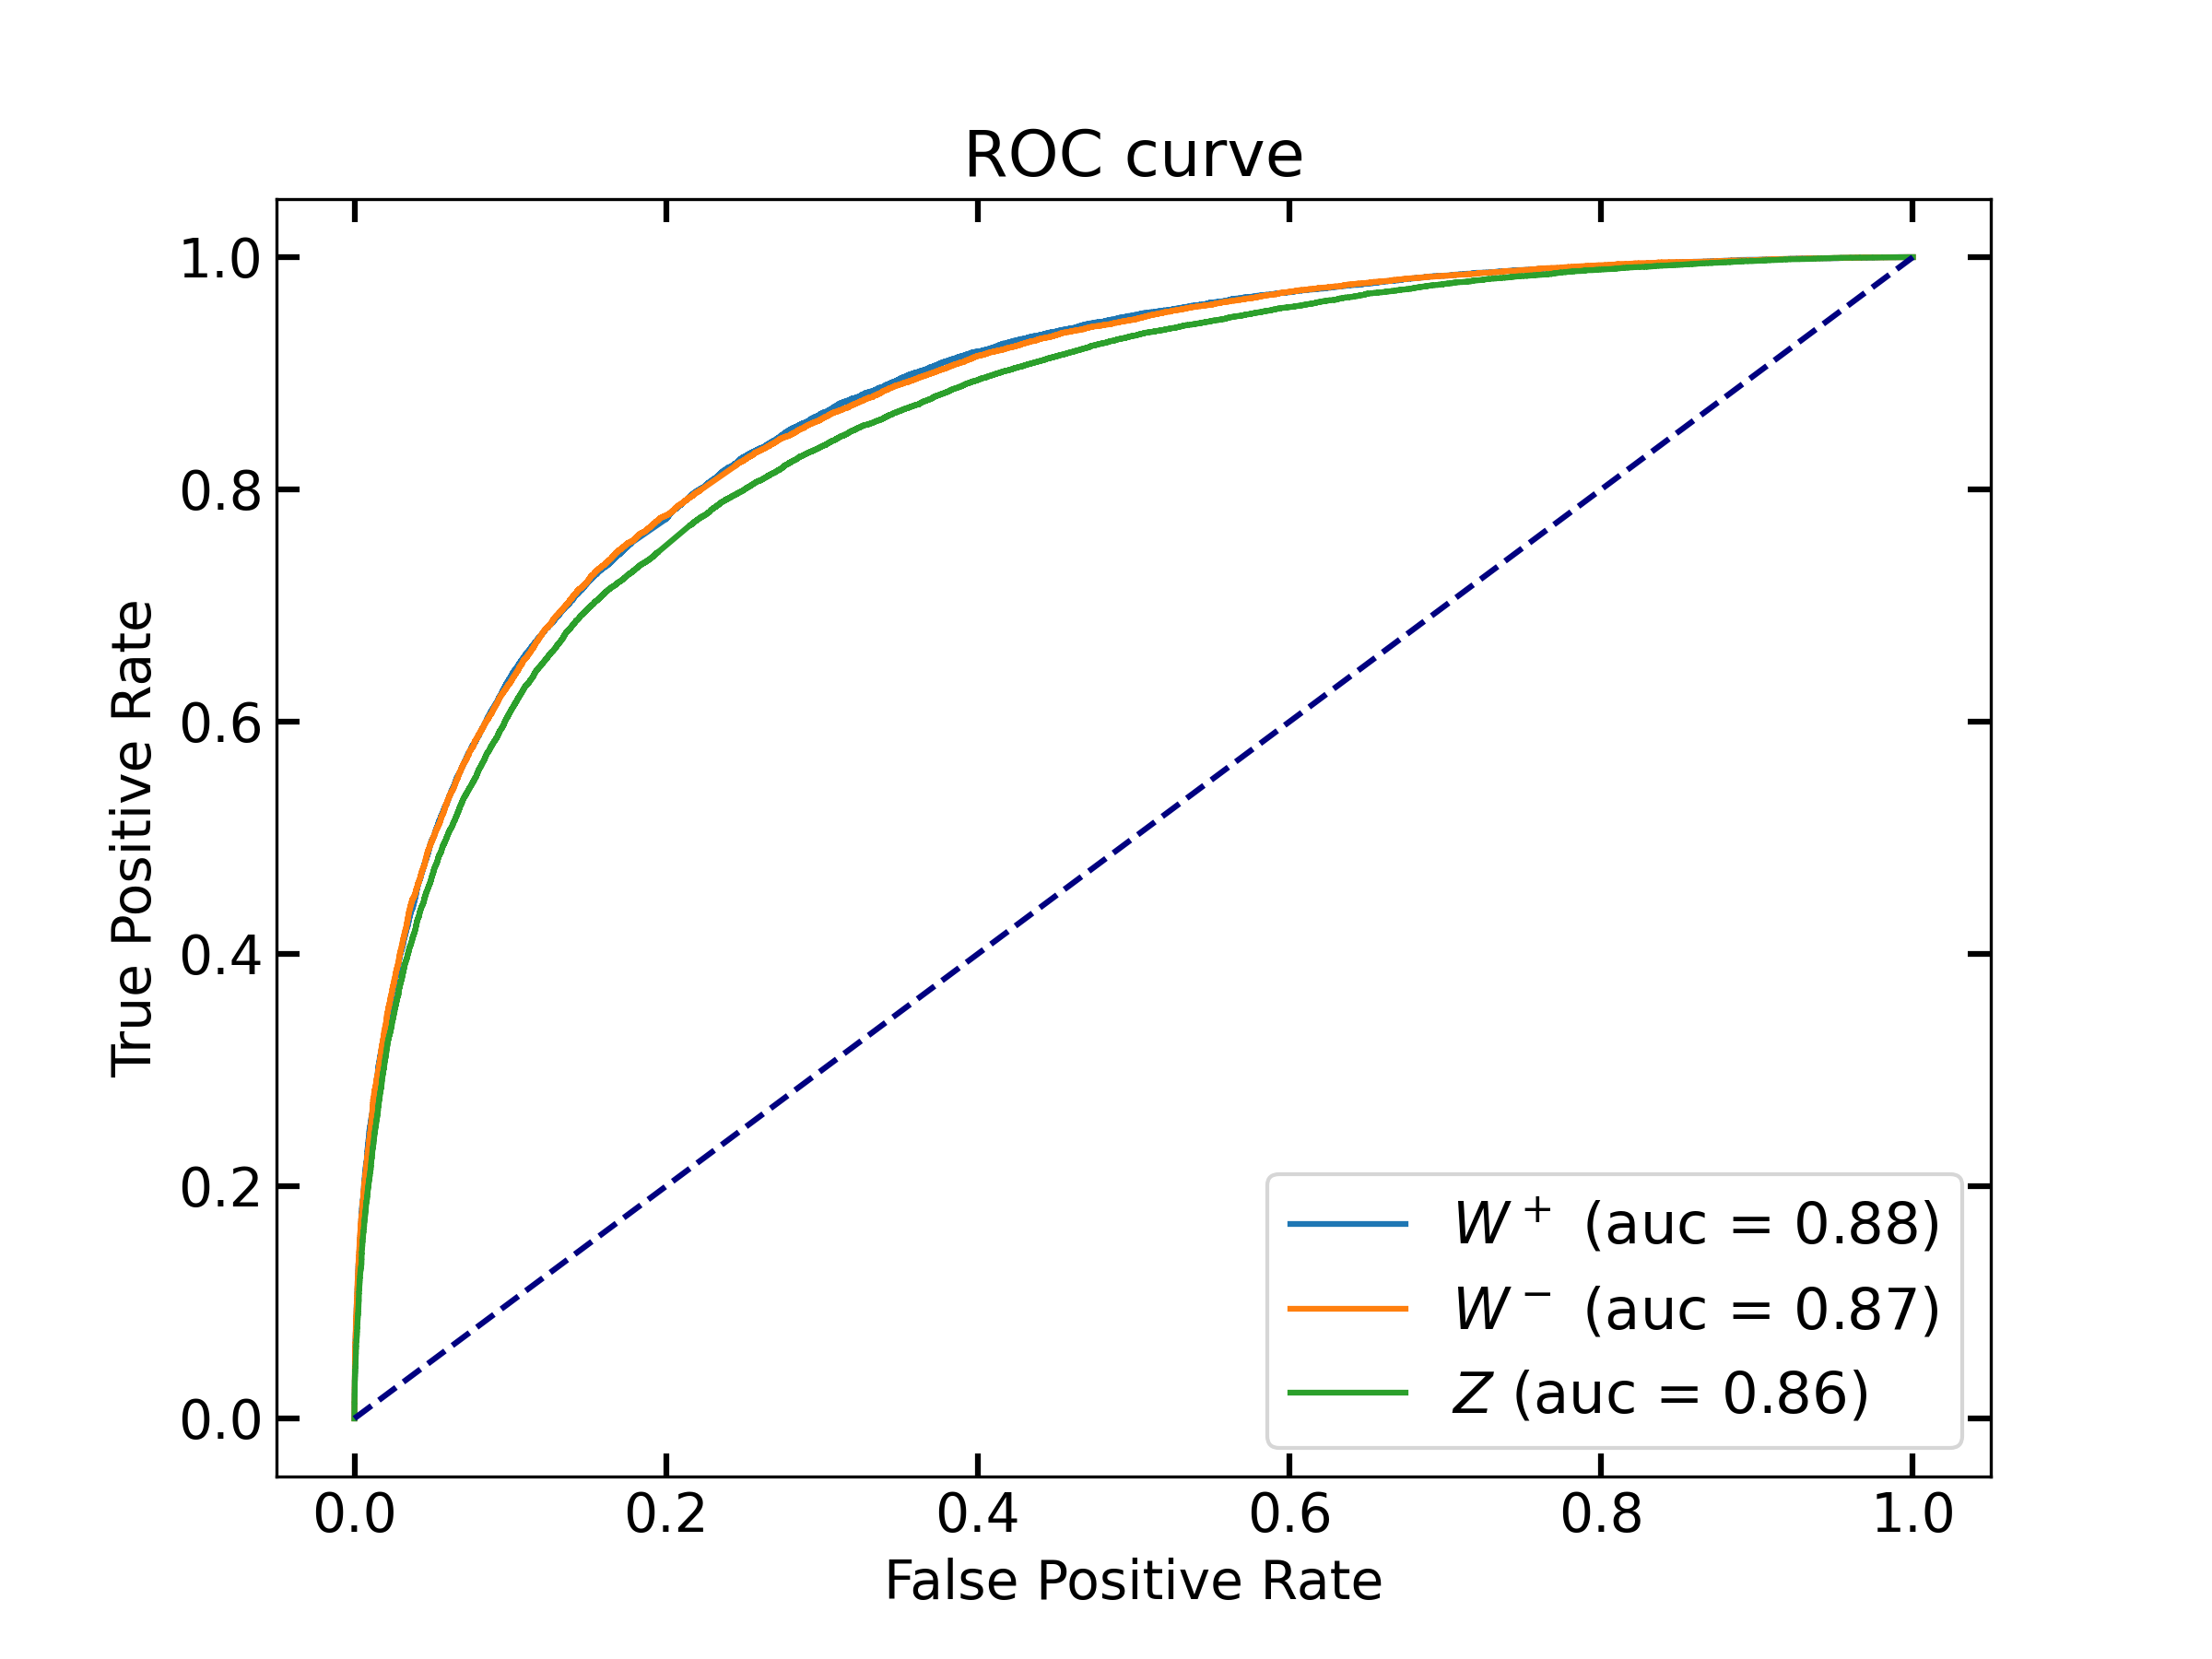 ROC curve
1.0
0.8
0.6
0.4
0.2
0.0
True Positive Rate
W⁺ (auc = 0.88)
W⁻ (auc = 0.87)
Z (auc = 0.86)
0.0 0.2 0.4 0.6 0.8 1.0
False Positive Rate